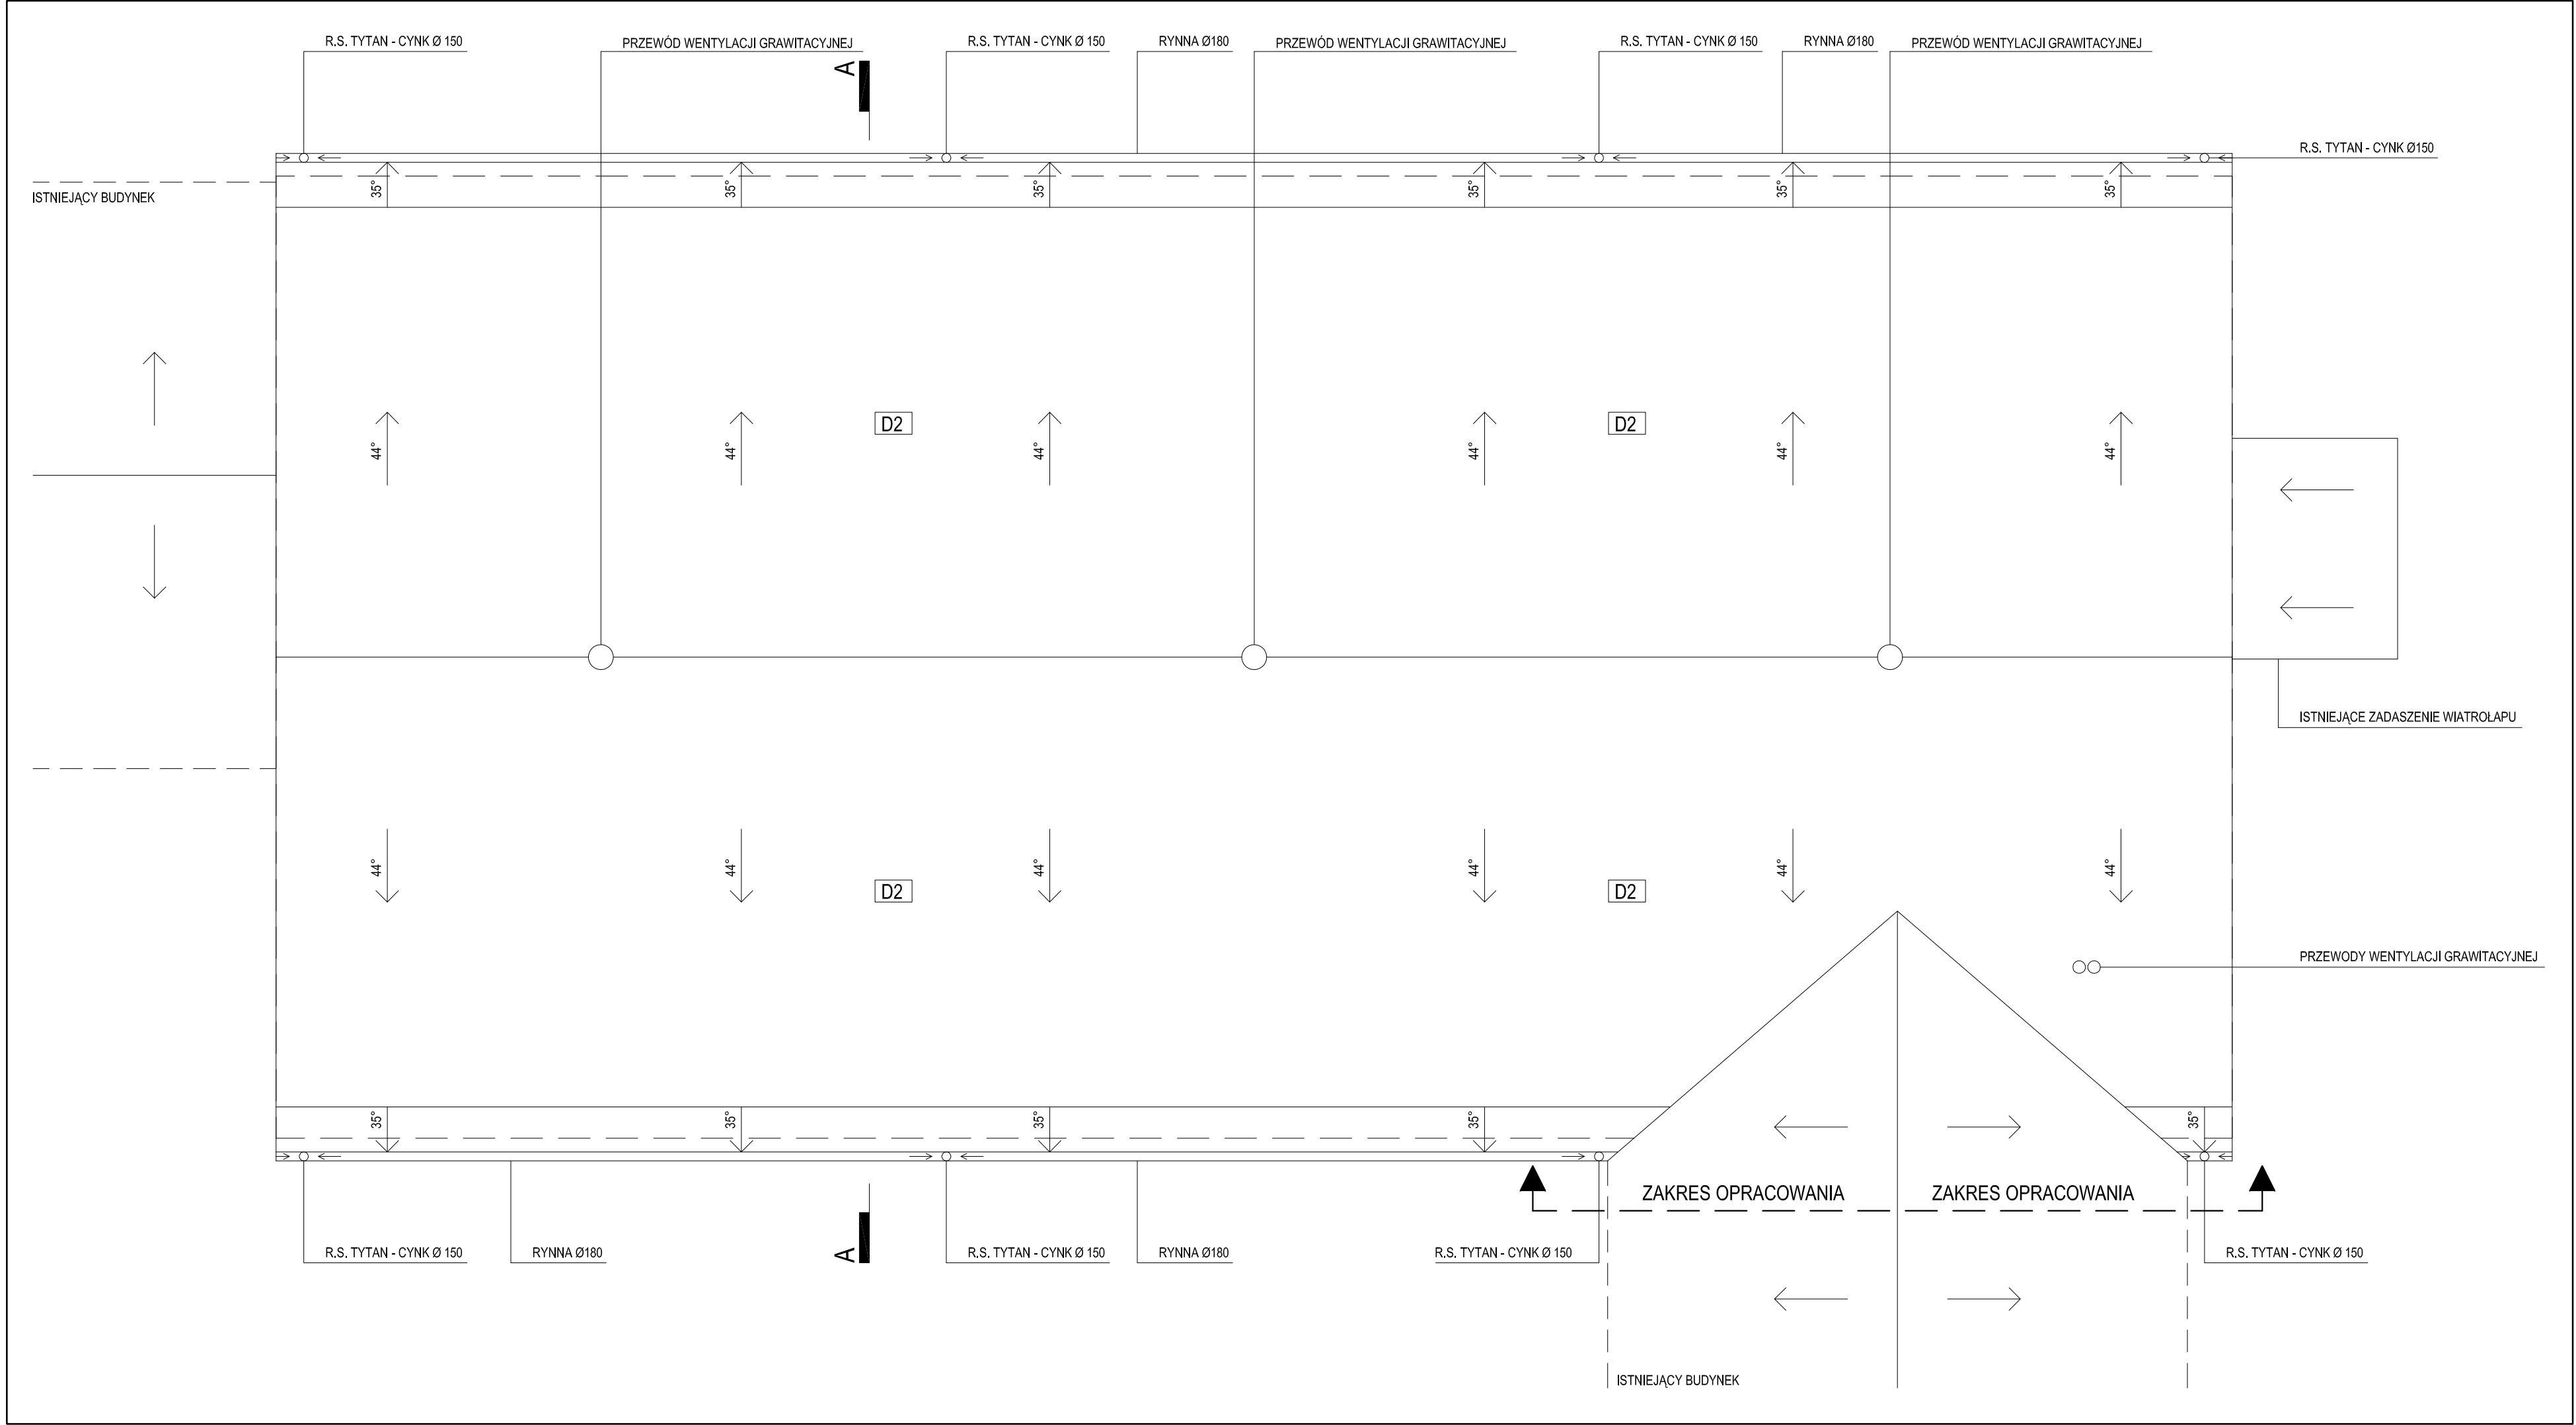 R.S. TYTAN - CYNK Ø 150
PRZEWÓD WENTYLACJI GRAWITACYJNEJ
A
R.S. TYTAN - CYNK Ø 150
RYNNA Ø180
PRZEWÓD WENTYLACJI GRAWITACYJNEJ
R.S. TYTAN - CYNK Ø 150
RYNNA Ø180
PRZEWÓD WENTYLACJI GRAWITACYJNEJ
R.S. TYTAN - CYNK Ø150
ISTNIEJĄCY BUDYNEK
35°
35°
35°
35°
35°
35°
D2
D2
44°
44°
44°
44°
44°
44°
ISTNIEJĄCE ZADASZENIE WIATROŁAPU
44°
44°
44°
44°
44°
44°
D2
D2
PRZEWODY WENTYLACJI GRAWITACYJNEJ
35°
35°
35°
35°
35°
ZAKRES OPRACOWANIA
ZAKRES OPRACOWANIA
R.S. TYTAN - CYNK Ø 150
RYNNA Ø180
A
R.S. TYTAN - CYNK Ø 150
RYNNA Ø180
R.S. TYTAN - CYNK Ø 150
R.S. TYTAN - CYNK Ø 150
ISTNIEJĄCY BUDYNEK